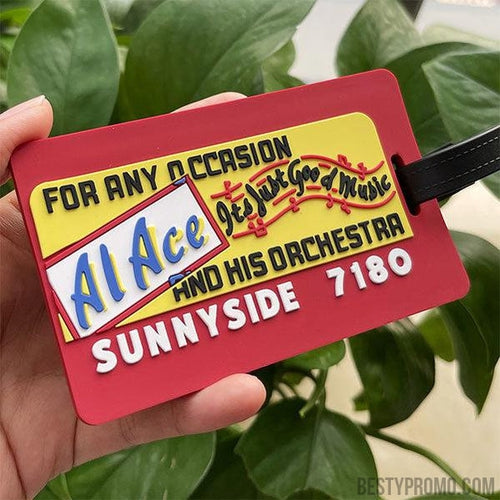 FOR ANY OCCASION
Al Ace
It's Just Good Music
AND HIS ORCHESTRA
SUNNYSIDE 7180
BESTYPROMO.COM